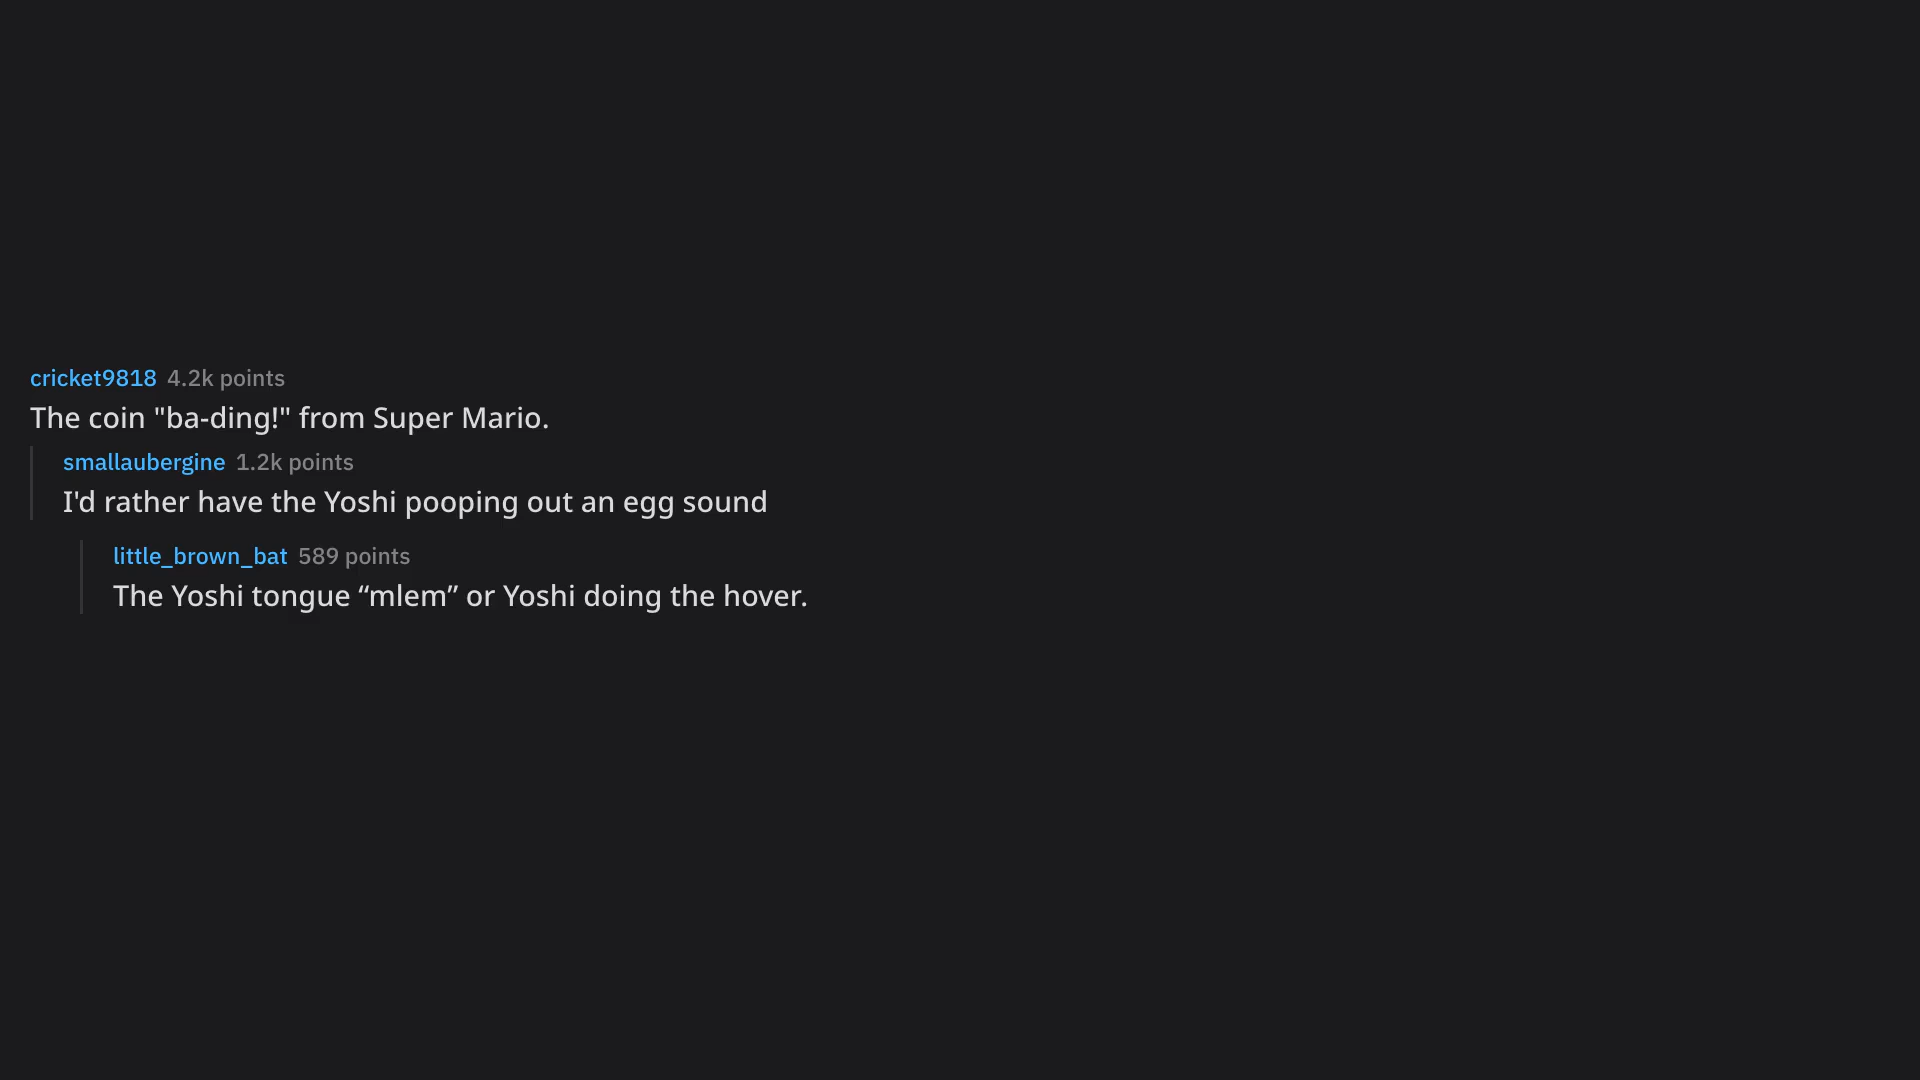 cricket9818 4.2k points
The coin "ba-ding!" from Super Mario.
smallaubergine 1.2k points
I'd rather have the Yoshi pooping out an egg sound
little_brown_bat 589 points
The Yoshi tongue “mlem” or Yoshi doing the hover.